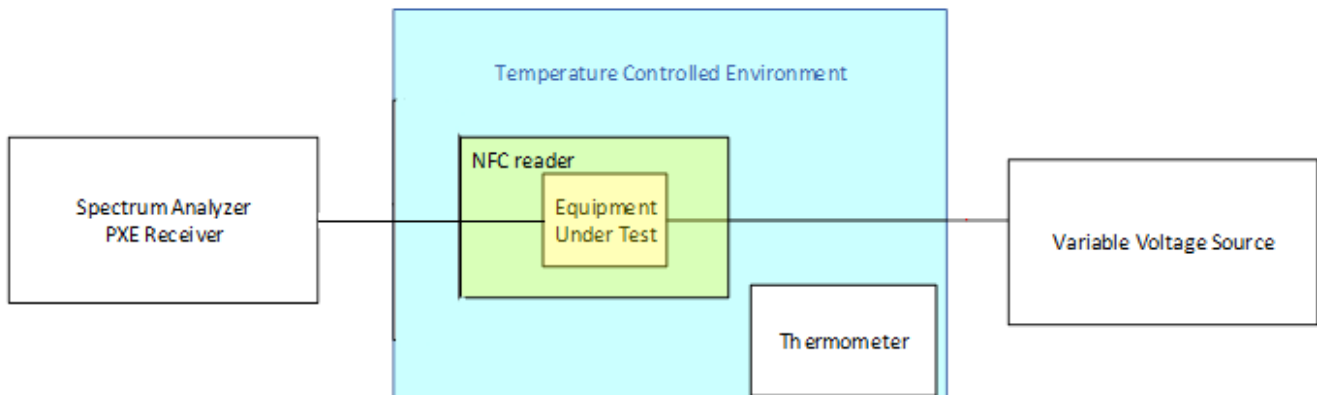 Temperature Controlled Environment
NFC reader
Spectrum Analyzer
PXE Receiver
Equipment
Under Test
Variable Voltage Source
Thermometer